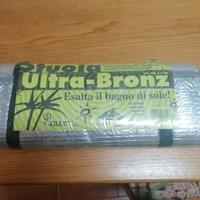 Stuoia
Ultra-Bronz
Esalta il bagno di sole!